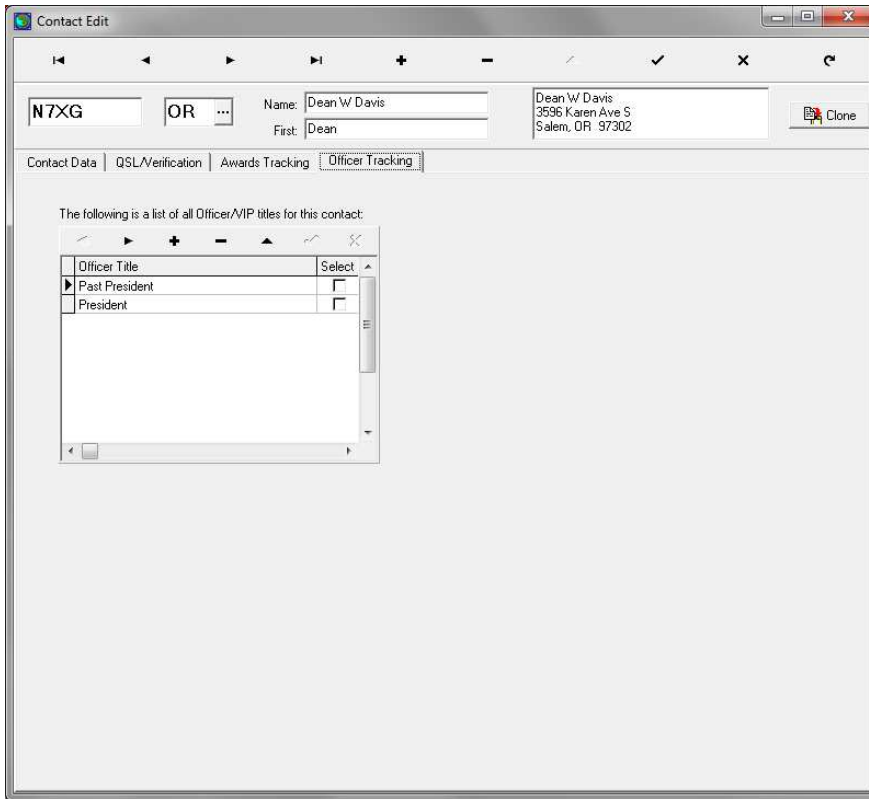 Contact Edit
N7XG
OR ...
Name: Dean W Davis
First: Dean
Dean W Davis
3596 Karen Ave S
Salem, OR 97302
Clone
Contact Data QSL/Verification Awards Tracking Officer Tracking
The following is a list of all Officer/VIP titles for this contact:
Officer Title Select
Past President
President